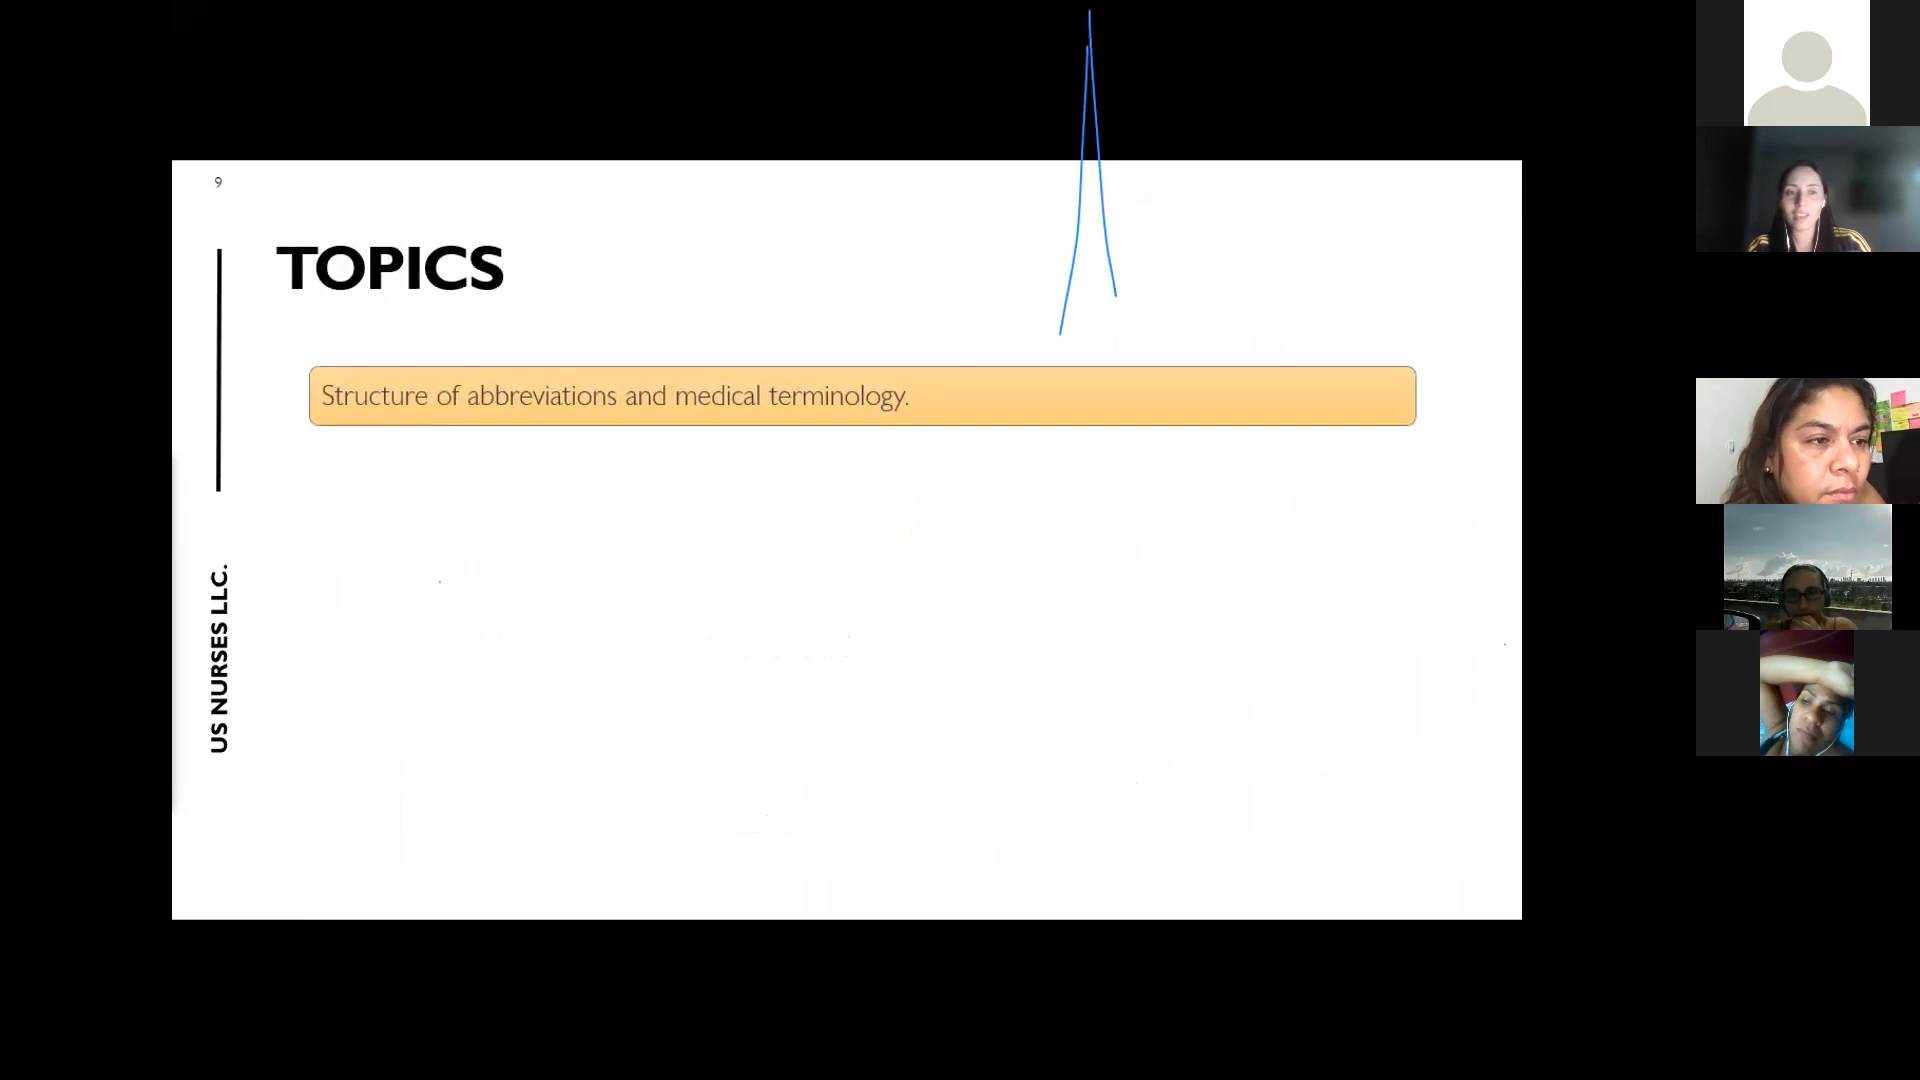 9
TOPICS
Structure of abbreviations and medical terminology.
US NURSES LLC.